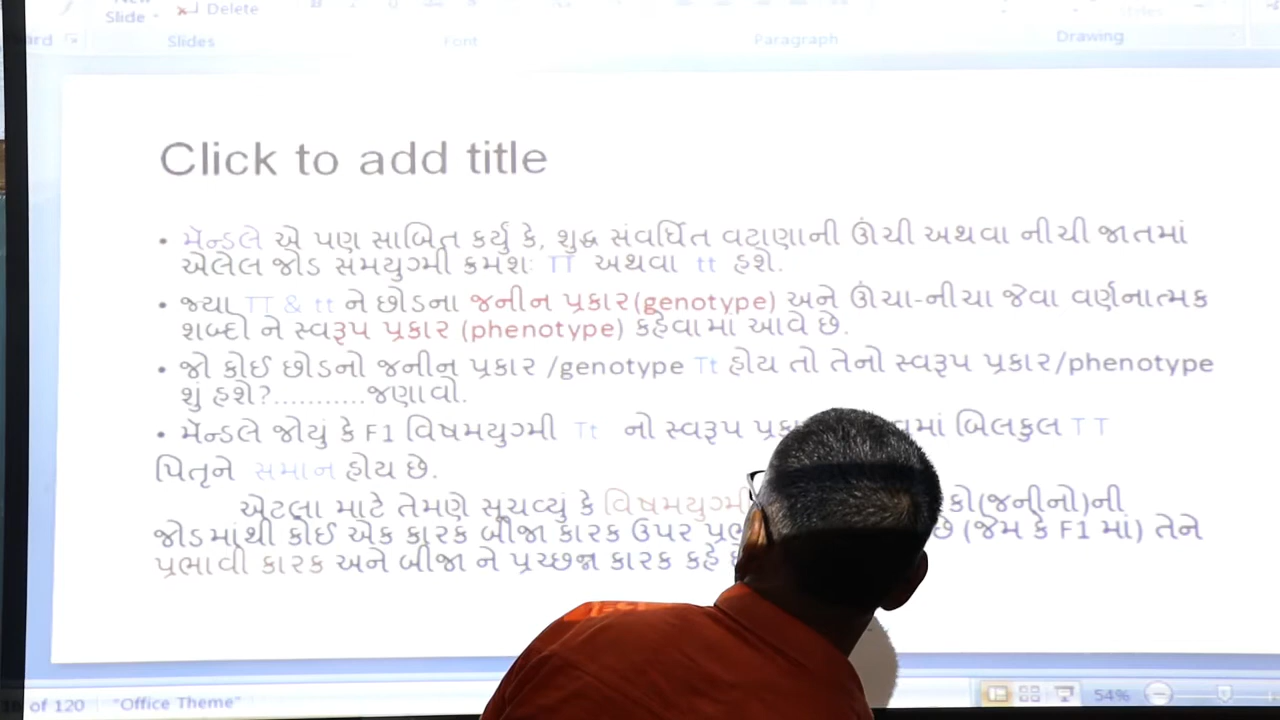 Slide
Delete
Slides
Font
Paragraph
Drawing
Click to add title
• મૅન્ડલે એ પણ સાબિત કર્યું કે, શુદ્ધ સંવર્ધિત વટાણાની ઊંચી અથવા નીચી જાતમાં
એલેલ જોડ સમયુગ્મી ક્રમશઃ TT અથવા tt હશે.
• જ્યા TT & tt ને છોડના જનીન પ્રકાર(genotype) અને ઊંચા-નીચા જેવા વર્ણનાત્મક
શબ્દો ને સ્વરૂપ પ્રકાર (phenotype) કહેવામા આવે છે.
• જો કોઈ છોડનો જનીન પ્રકાર /genotype Tt હોય તો તેનો સ્વરૂપ પ્રકાર/phenotype
શું હશે?...........જણાવો.
• મૅન્ડલે જોયું કે F1 વિષમયુગ્મી Tt નો સ્વરૂપ બિલકુલ TT
પિતૃને સમાન હોય છે.
એટલા માટે તેમણે સૂચવ્યું કે વિષમયુગ્મી કો(જનીનો)ની
જોડમાંથી કોઈ એક કારક બીજા કારક ઉપર છે (જેમ કે F1 માં) તેને
પ્રભાવી કારક અને બીજા ને પ્રચ્છન્ન કારક કહે
of 120 "Office Theme" 54%